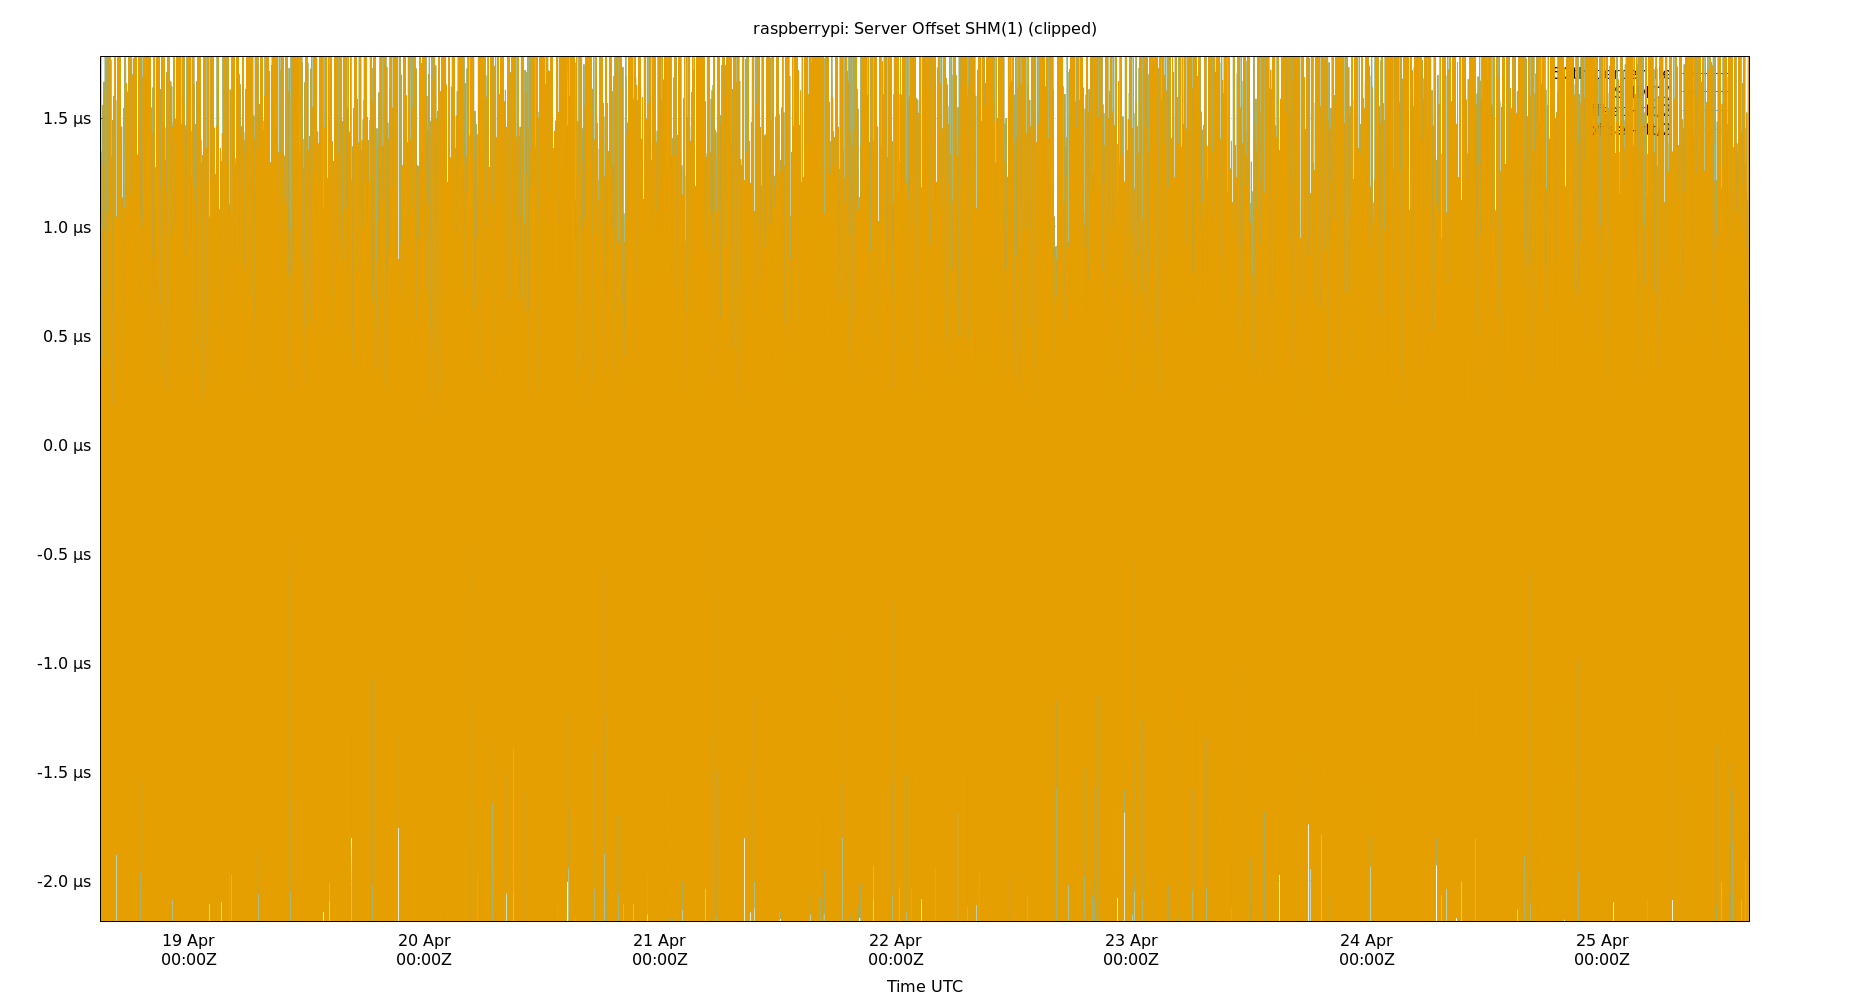 raspberrypi: Server Offset SHM(1) (clipped)
1.5 µs
1.0 µs
0.5 µs
0.0 µs
-0.5 µs
-1.0 µs
-1.5 µs
-2.0 µs
19 Apr 20 Apr 21 Apr 22 Apr 23 Apr 24 Apr 25 Apr
00:00Z 00:00Z 00:00Z 00:00Z 00:00Z 00:00Z 00:00Z
Time UTC